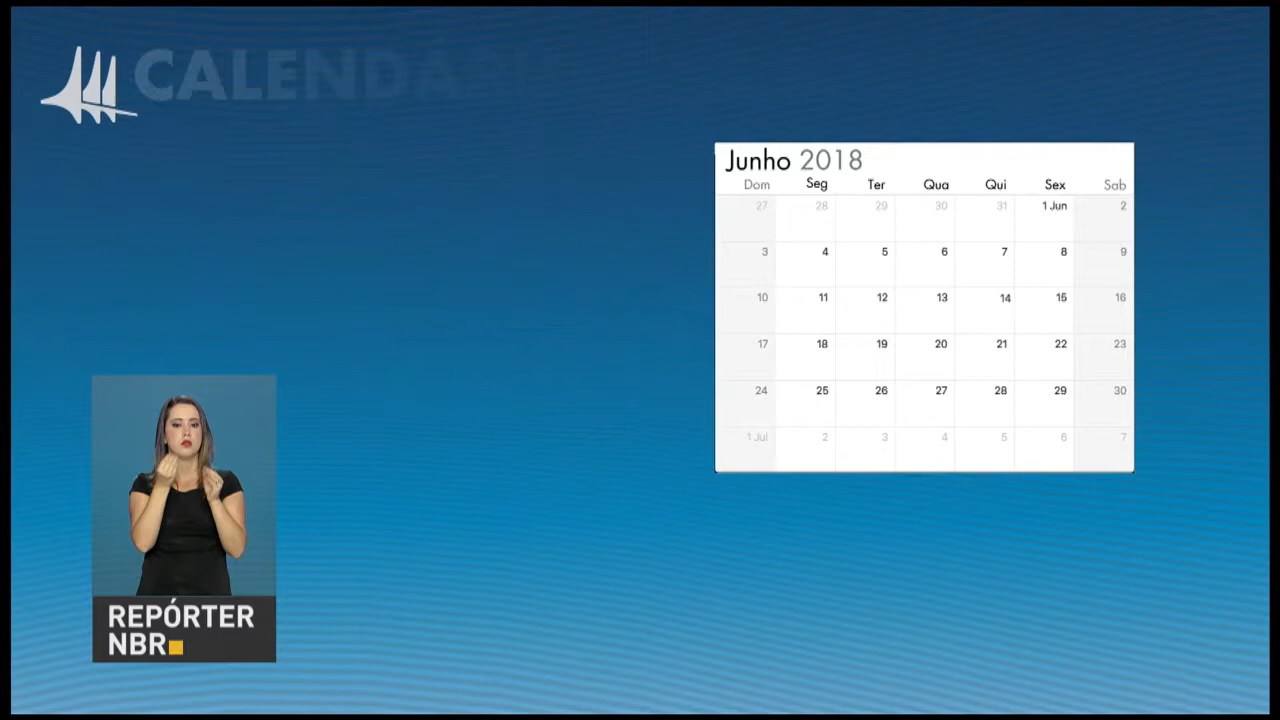 CALENDÁ
Junho 2018
Dom Seg Ter Qua Qui Sex Sab
27 28 29 30 31 1 Jun 2
3 4 5 6 7 8 9
10 11 12 13 14 15 16
17 18 19 20 21 22 23
24 25 26 27 28 29 30
1 Jul 2 3 4 5 6 7
REPÓRTER
NBR